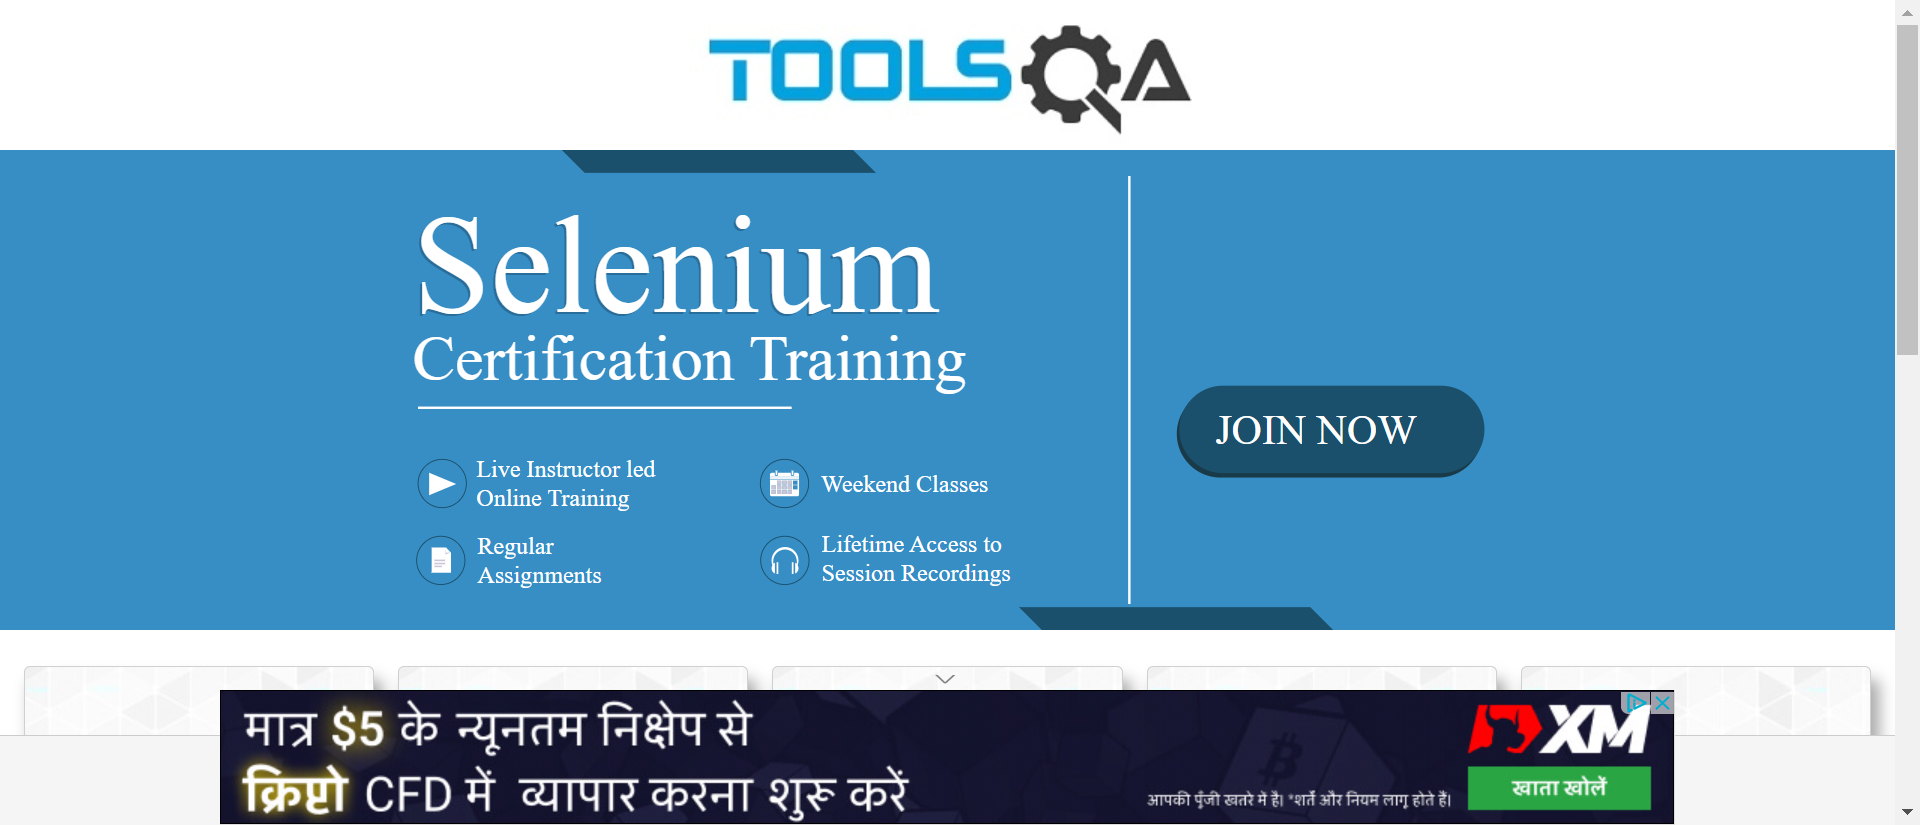 TOOLSQA
Selenium
Certification Training
Live Instructor led
Online Training
Weekend Classes
Regular
Assignments
Lifetime Access to
Session Recordings
JOIN NOW
मात्र $5 के न्यूनतम निक्षेप से
क्रिप्टो CFD में व्यापार करना शुरू करें
आपकी पूँजी खतरे में है। *शर्तें और नियम लागू होते हैं।
XM
खाता खोलें